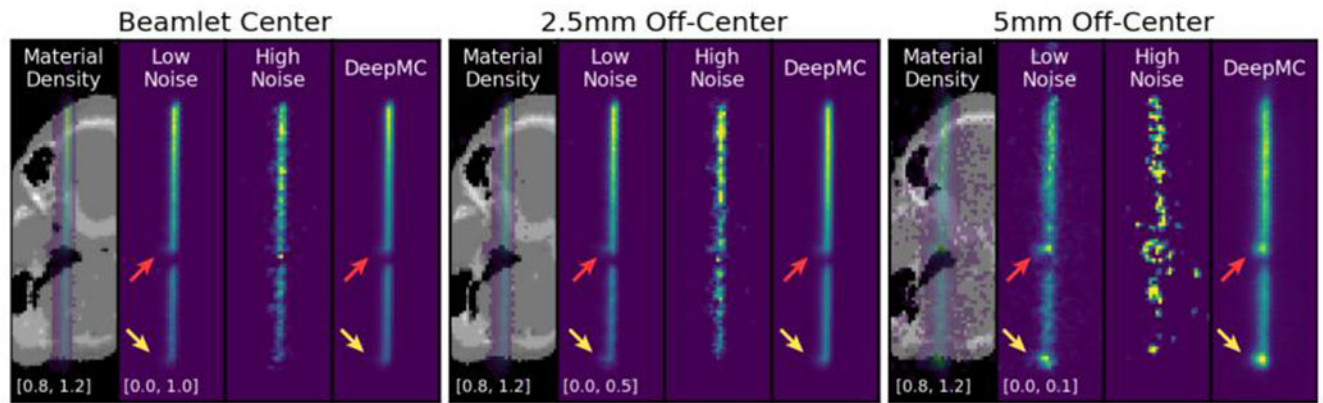 Beamlet Center
Material Density
Low Noise
High Noise
DeepMC
[0.8, 1.2]
[0.0, 1.0]
2.5mm Off-Center
Material Density
Low Noise
High Noise
DeepMC
[0.8, 1.2]
[0.0, 0.5]
5mm Off-Center
Material Density
Low Noise
High Noise
DeepMC
[0.8, 1.2]
[0.0, 0.1]